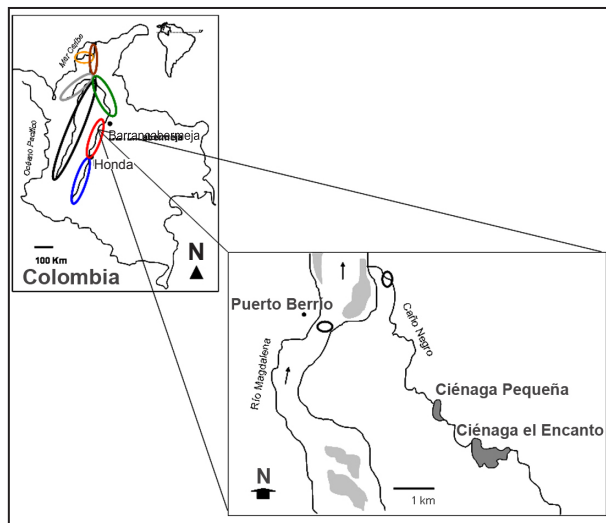 Mar Caribe
Océano Pacífico
Barrancabermeja
Honda
100 Km
N
Colombia
Puerto Berrío
Caño Negro
Río Magdalena
Ciénaga Pequeña
Ciénaga el Encanto
N
1 km